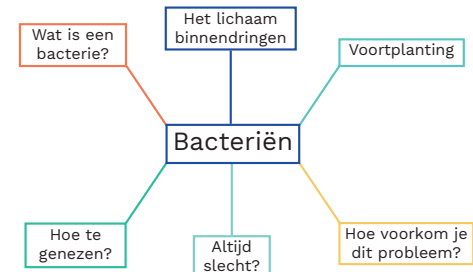 Het lichaam
binnendringen
Wat is een
bacterie?
Voortplanting
Bacteriën
Hoe te
genezen?
Altijd
slecht?
Hoe voorkom je
dit probleem?